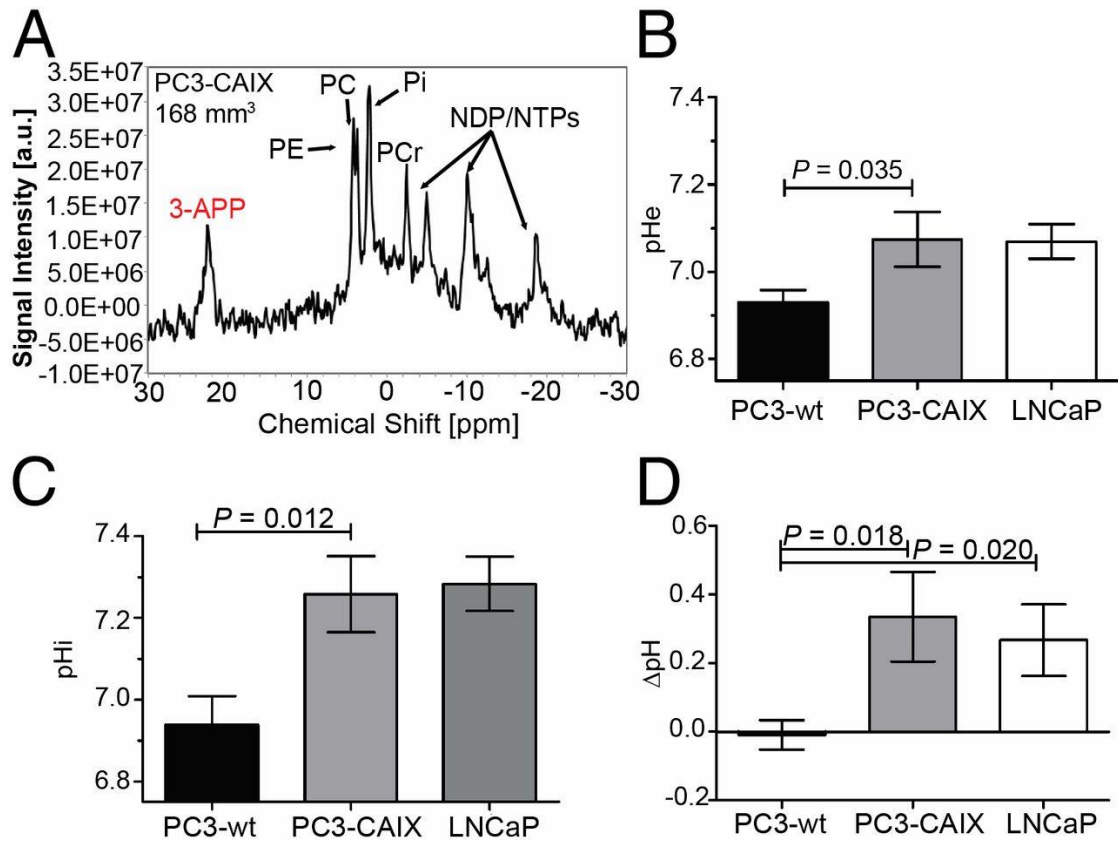 A
Signal Intensity [a.u.]
3.5E+07
3.0E+07
2.5E+07
2.0E+07
1.5E+07
1.0E+07
5.0E+06
0.0E+00
-5.0E+06
-1.0E+07
PC3-CAIX
168 mm³
PE
PC
Pi
PCr
NDP/NTPs
3-APP
30 20 10 0 -10 -20 -30
Chemical Shift [ppm]
B
pHe
7.4
7.2
7.0
6.8
P = 0.035
PC3-wt PC3-CAIX LNCaP
C
pHi
7.4
7.2
7.0
6.8
P = 0.012
PC3-wt PC3-CAIX LNCaP
D
ΔpH
0.6
0.4
0.2
0.0
-0.2
P = 0.018
P = 0.020
PC3-wt PC3-CAIX LNCaP